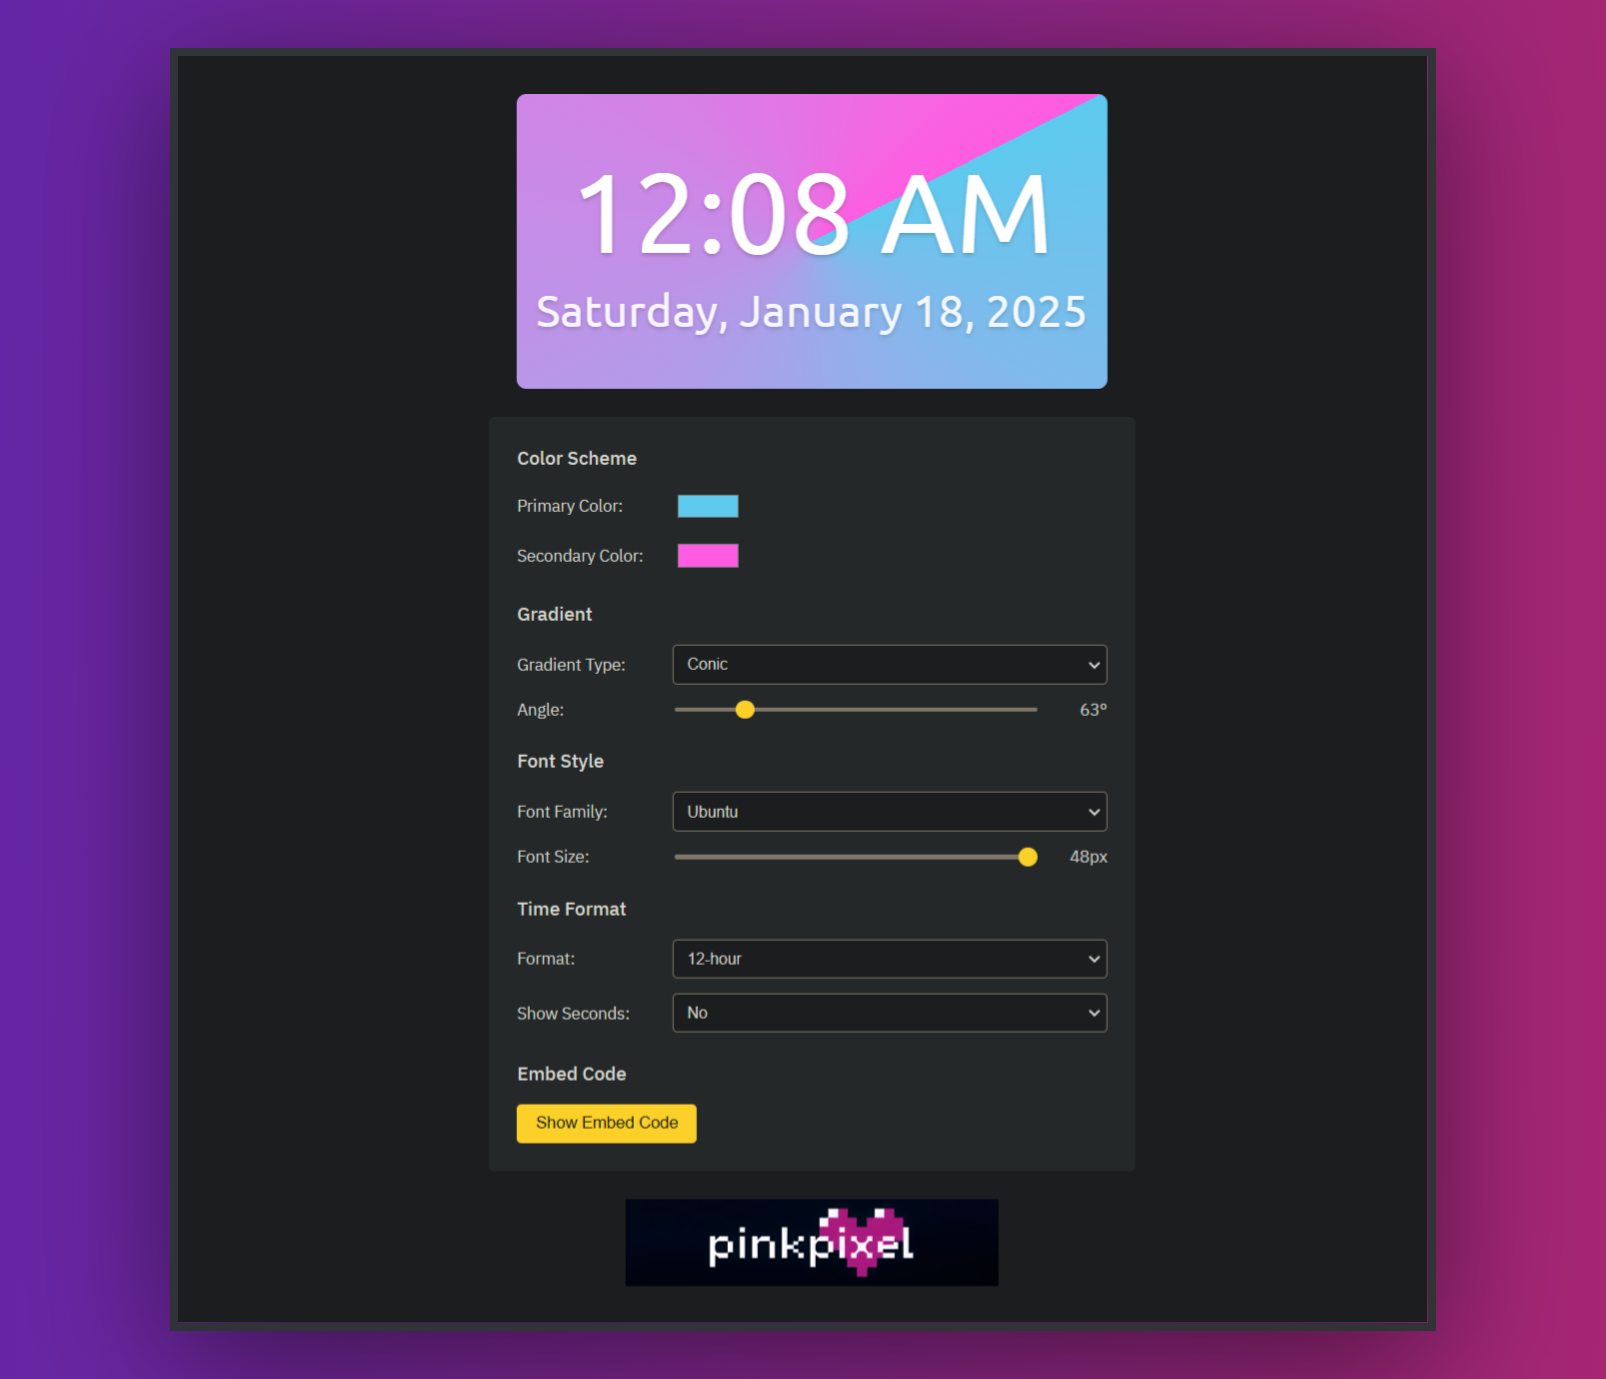 12:08 AM
Saturday, January 18, 2025
Color Scheme
Primary Color:
Secondary Color:
Gradient
Gradient Type: Conic
Angle: 63°
Font Style
Font Family: Ubuntu
Font Size: 48px
Time Format
Format: 12-hour
Show Seconds: No
Embed Code
Show Embed Code
pinkpixel